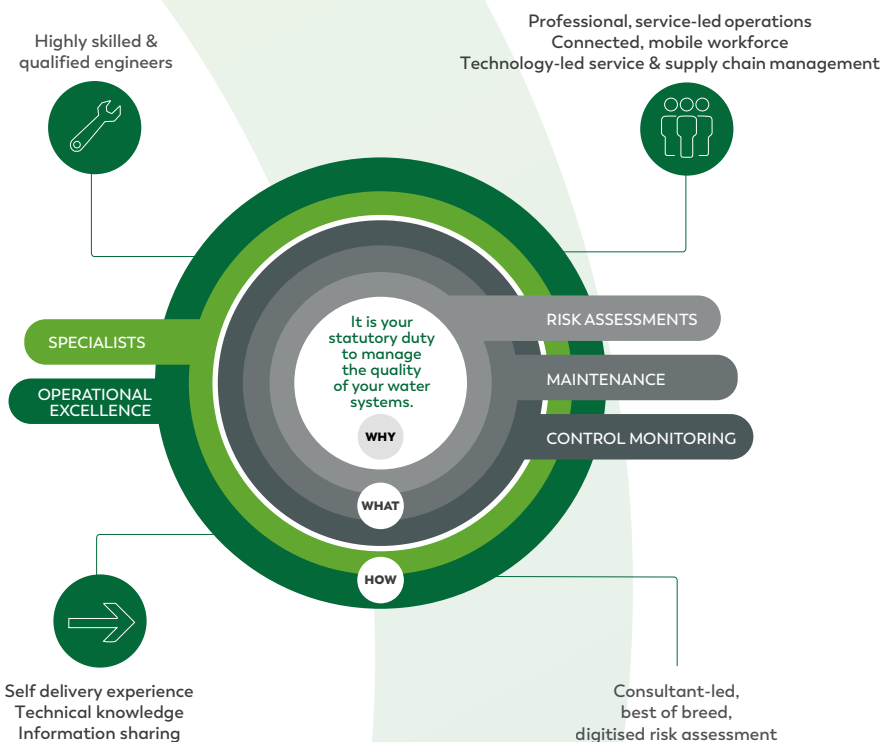 Highly skilled &
qualified engineers
Professional, service-led operations
Connected, mobile workforce
Technology-led service & supply chain management
It is your
statutory duty
to manage
the quality
of your water
systems.
WHY
WHAT
HOW
SPECIALISTS
OPERATIONAL
EXCELLENCE
RISK ASSESSMENTS
MAINTENANCE
CONTROL MONITORING
Self delivery experience
Technical knowledge
Information sharing
Consultant-led,
best of breed,
digitised risk assessment